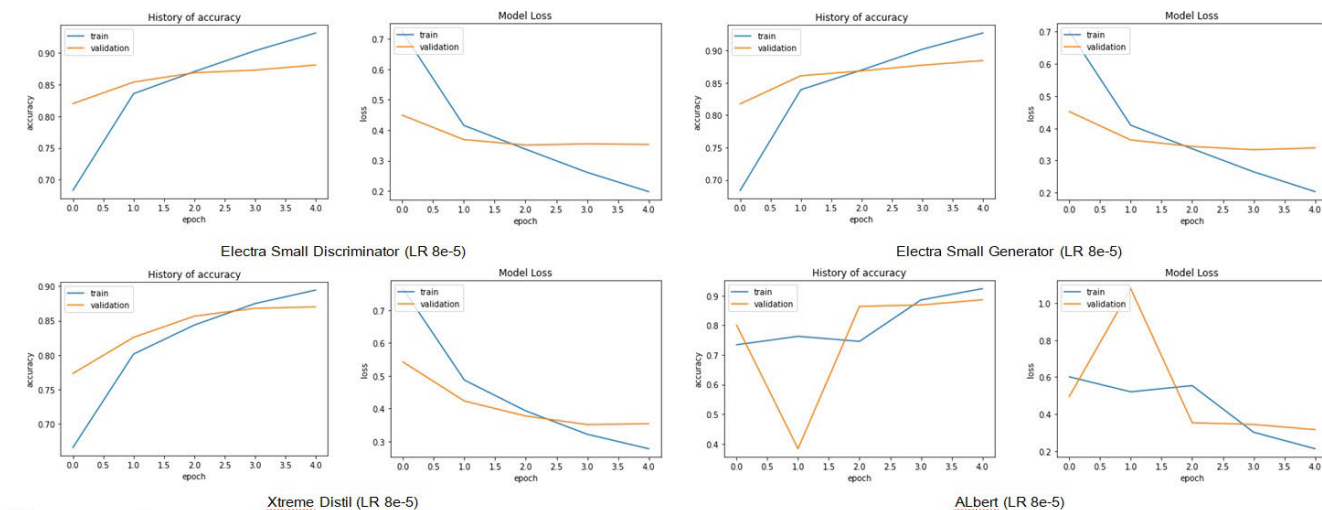 History of accuracy
train
validation
accuracy
0.90
0.85
0.80
0.75
0.70
0.0 0.5 1.0 1.5 2.0 2.5 3.0 3.5 4.0
epoch
Model Loss
train
validation
loss
0.7
0.6
0.5
0.4
0.3
0.2
0.0 0.5 1.0 1.5 2.0 2.5 3.0 3.5 4.0
epoch
Electra Small Discriminator (LR 8e-5)
History of accuracy
train
validation
accuracy
0.90
0.85
0.80
0.75
0.70
0.0 0.5 1.0 1.5 2.0 2.5 3.0 3.5 4.0
epoch
Model Loss
train
validation
loss
0.7
0.6
0.5
0.4
0.3
0.2
0.0 0.5 1.0 1.5 2.0 2.5 3.0 3.5 4.0
epoch
Electra Small Generator (LR 8e-5)
History of accuracy
train
validation
accuracy
0.90
0.85
0.80
0.75
0.70
0.0 0.5 1.0 1.5 2.0 2.5 3.0 3.5 4.0
epoch
Model Loss
train
validation
loss
0.7
0.6
0.5
0.4
0.3
0.0 0.5 1.0 1.5 2.0 2.5 3.0 3.5 4.0
epoch
Xtreme Distil (LR 8e-5)
History of accuracy
train
validation
accuracy
0.9
0.8
0.7
0.6
0.5
0.4
0.0 0.5 1.0 1.5 2.0 2.5 3.0 3.5 4.0
epoch
Model Loss
train
validation
loss
1.0
0.8
0.6
0.4
0.2
0.0 0.5 1.0 1.5 2.0 2.5 3.0 3.5 4.0
epoch
ALbert (LR 8e-5)